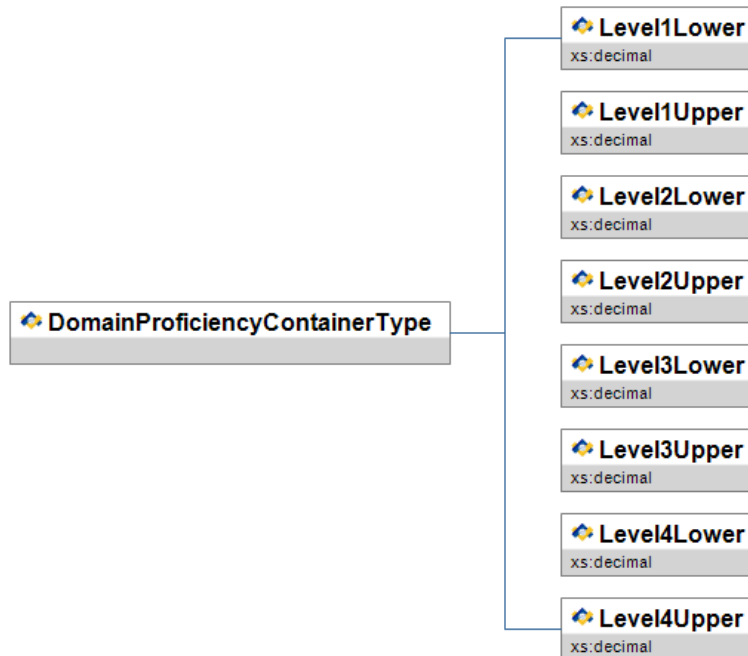 Level1Lower
xs:decimal
Level1Upper
xs:decimal
Level2Lower
xs:decimal
Level2Upper
xs:decimal
DomainProficiencyContainerType
Level3Lower
xs:decimal
Level3Upper
xs:decimal
Level4Lower
xs:decimal
Level4Upper
xs:decimal